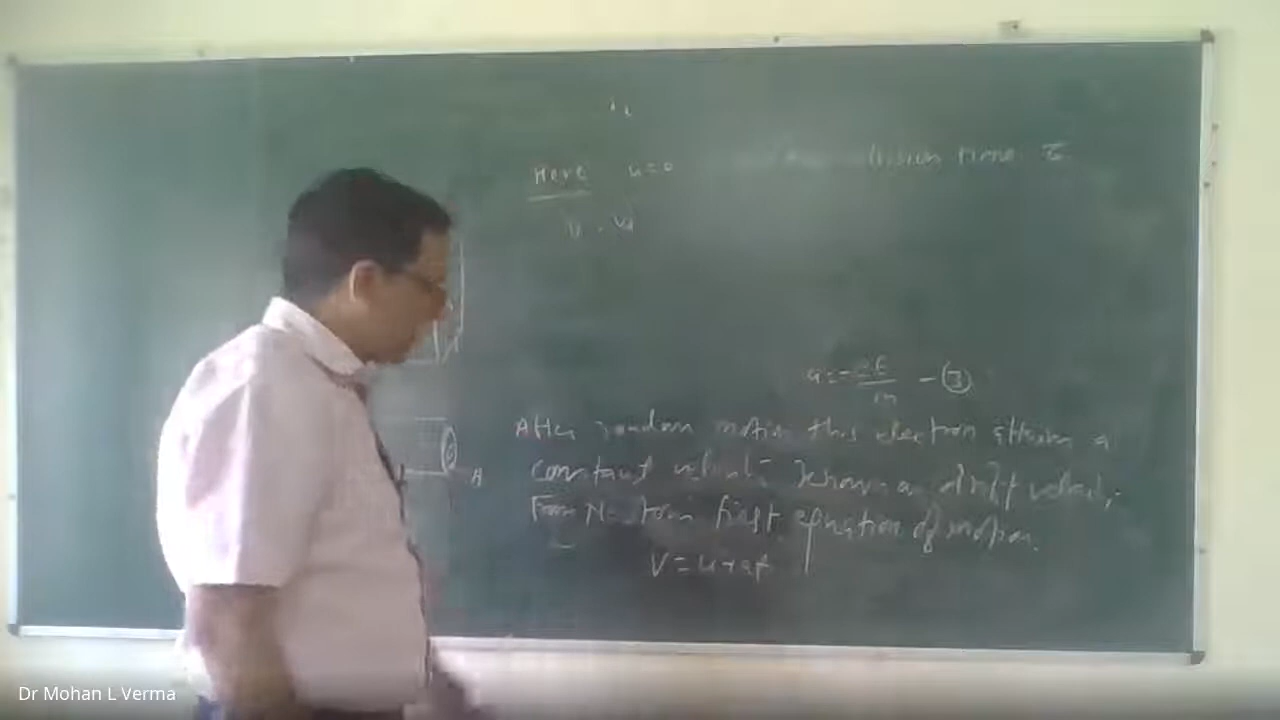 Here u=0
time τ
v = vd
a = -eE/m - (3)
After random motion this electron attains a
constant velocity known as drift velocity
From Newton's first equation of motion.
V = u+at
A
Dr Mohan L Verma